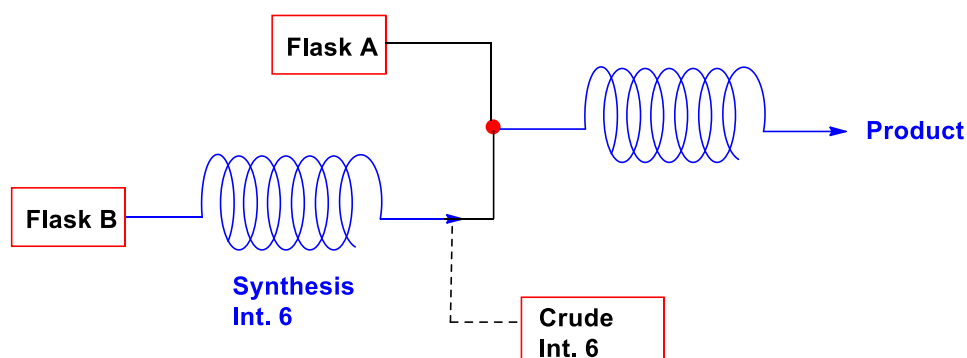 Flask A
Product
Flask B
Synthesis
Int. 6
Crude
Int. 6